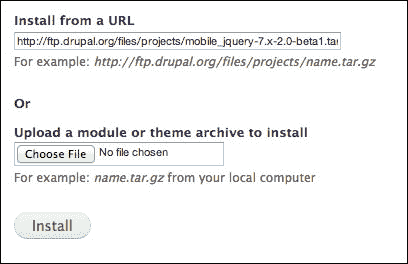 Install from a URL
http://ftp.drupal.org/files/projects/mobile_jquery-7.x-2.0-beta1.tar
For example: http://ftp.drupal.org/files/projects/name.tar.gz
Or
Upload a module or theme archive to install
Choose File No file chosen
For example: name.tar.gz from your local computer
Install